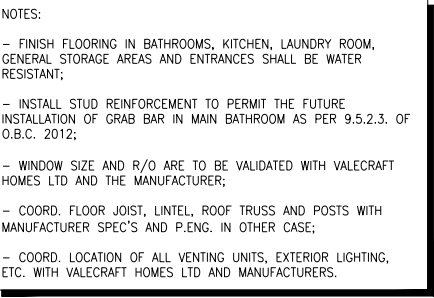 NOTES:
– FINISH FLOORING IN BATHROOMS, KITCHEN, LAUNDRY ROOM,
GENERAL STORAGE AREAS AND ENTRANCES SHALL BE WATER
RESISTANT;
– INSTALL STUD REINFORCEMENT TO PERMIT THE FUTURE
INSTALLATION OF GRAB BAR IN MAIN BATHROOM AS PER 9.5.2.3. OF
O.B.C. 2012;
– WINDOW SIZE AND R/O ARE TO BE VALIDATED WITH VALECRAFT
HOMES LTD AND THE MANUFACTURER;
– COORD. FLOOR JOIST, LINTEL, ROOF TRUSS AND POSTS WITH
MANUFACTURER SPEC'S AND P.ENG. IN OTHER CASE;
– COORD. LOCATION OF ALL VENTING UNITS, EXTERIOR LIGHTING,
ETC. WITH VALECRAFT HOMES LTD AND MANUFACTURERS.